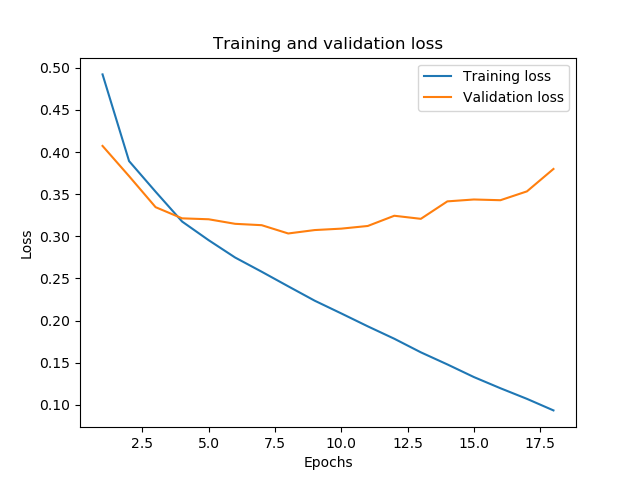 Training and validation loss
Training loss
Validation loss
0.50
0.45
0.40
0.35
0.30
0.25
0.20
0.15
0.10
Loss
2.5 5.0 7.5 10.0 12.5 15.0 17.5
Epochs